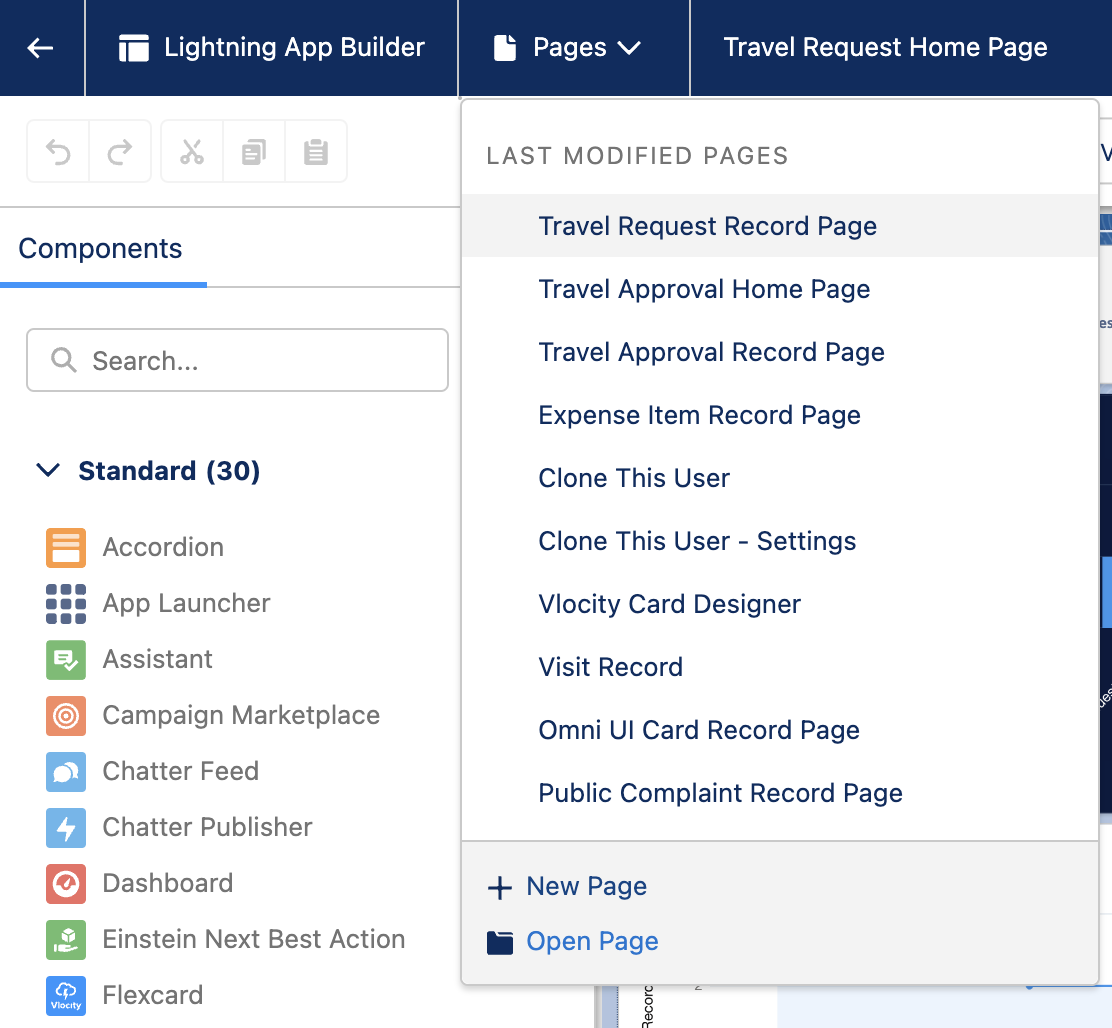 Lightning App Builder
Pages
Travel Request Home Page
LAST MODIFIED PAGES
Travel Request Record Page
Travel Approval Home Page
Travel Approval Record Page
Expense Item Record Page
Clone This User
Clone This User - Settings
Vlocity Card Designer
Visit Record
Omni UI Card Record Page
Public Complaint Record Page
New Page
Open Page
Components
Search...
Standard (30)
Accordion
App Launcher
Assistant
Campaign Marketplace
Chatter Feed
Chatter Publisher
Dashboard
Einstein Next Best Action
Vlocity
Flexcard
Record
2